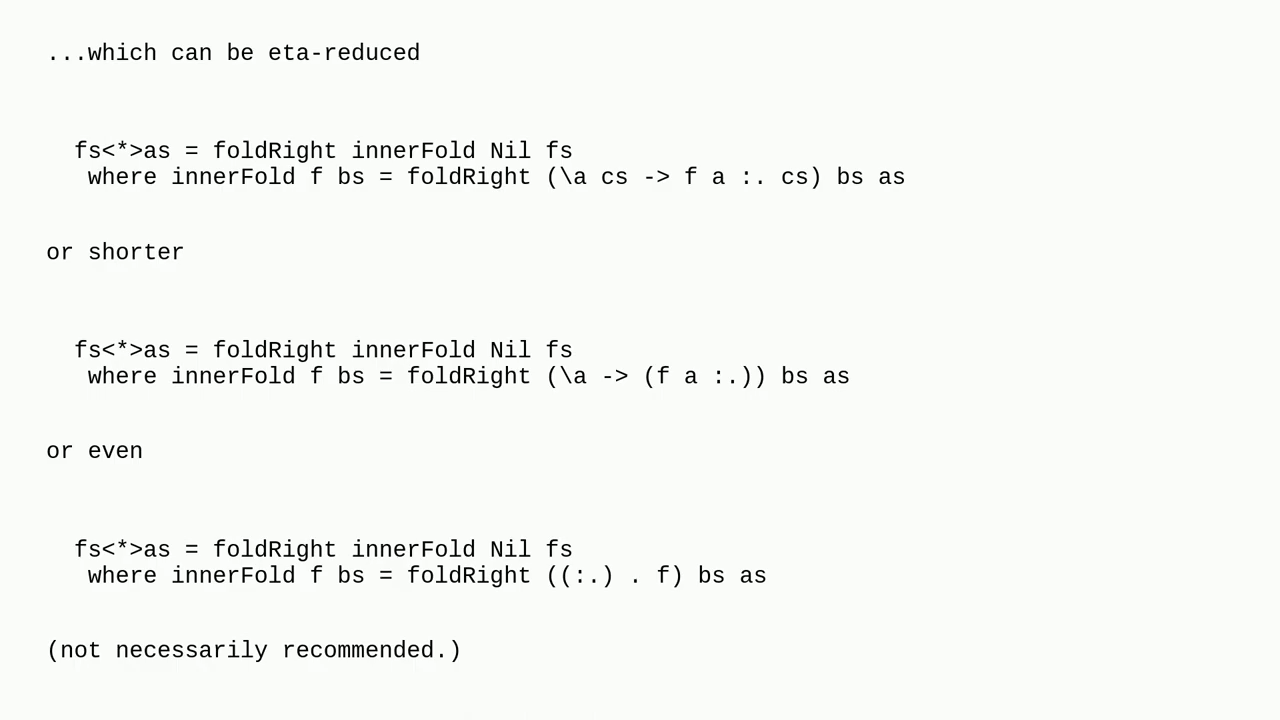 ...which can be eta-reduced
fs<*>as = foldRight innerFold Nil fs
where innerFold f bs = foldRight (\a cs -> f a :. cs) bs as
or shorter
fs<*>as = foldRight innerFold Nil fs
where innerFold f bs = foldRight (\a -> (f a :.)) bs as
or even
fs<*>as = foldRight innerFold Nil fs
where innerFold f bs = foldRight ((:.) . f) bs as
(not necessarily recommended.)